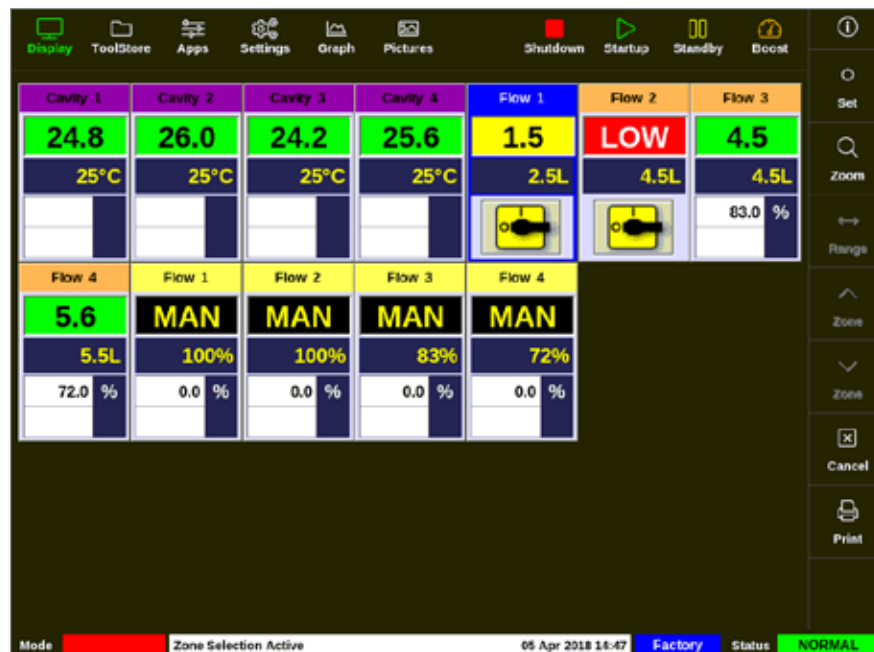 Display ToolStore Apps Settings Graph Pictures Shutdown Startup Standby Boost
Set
Zoom
Range
Zone
Zone
Cancel
Print
Cavity 1 Cavity 2 Cavity 3 Cavity 4 Flow 1 Flow 2 Flow 3
24.8 26.0 24.2 25.6 1.5 LOW 4.5
25°C 25°C 25°C 25°C 2.5L 4.5L 4.5L
83.0 %
Flow 4 Flow 1 Flow 2 Flow 3 Flow 4
5.6 MAN MAN MAN MAN
5.5L 100% 100% 83% 72%
72.0 % 0.0 % 0.0 % 0.0 % 0.0 %
Mode Zone Selection Active 05 Apr 2018 14:47 Factory Status NORMAL